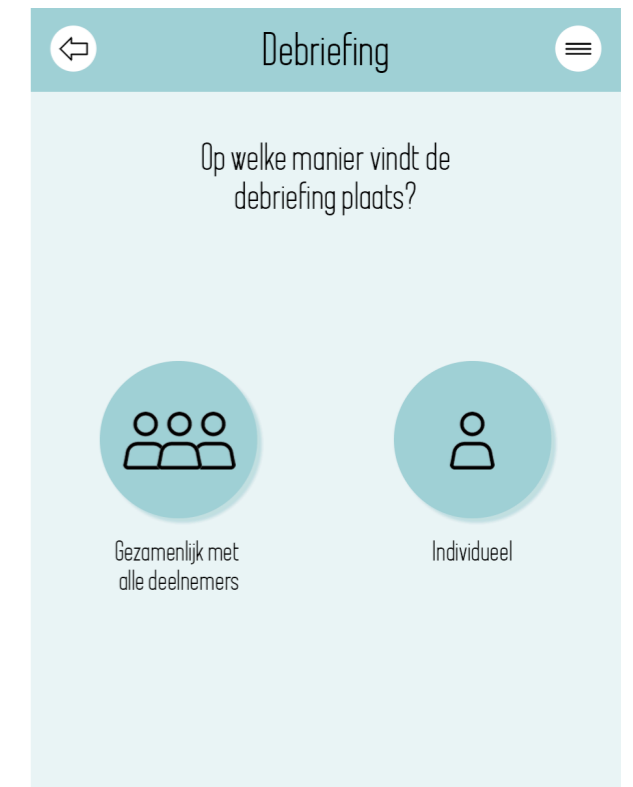 Debriefing
Op welke manier vindt de
debriefing plaats?
Gezamenlijk met
alle deelnemers
Individueel